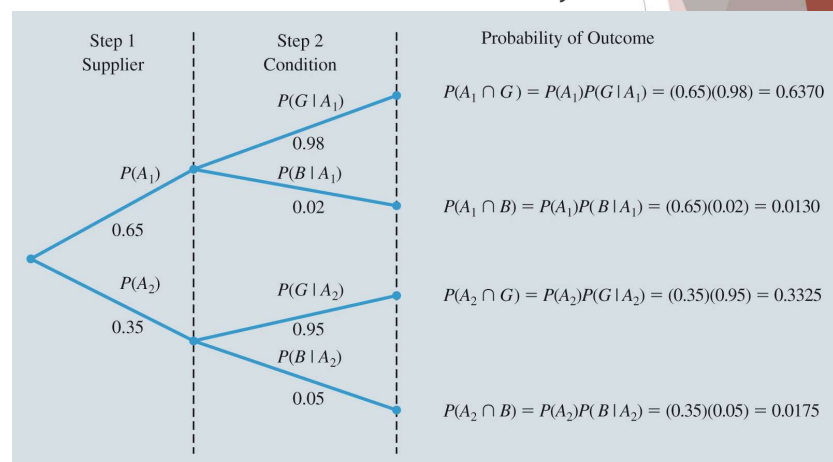 Step 1
Supplier
Step 2
Condition
Probability of Outcome
P(G | A₁)
0.98
P(A₁ ∩ G) = P(A₁)P(G | A₁) = (0.65)(0.98) = 0.6370
P(A₁)
0.65
P(B | A₁)
0.02
P(A₁ ∩ B) = P(A₁)P(B | A₁) = (0.65)(0.02) = 0.0130
P(A₂)
0.35
P(G | A₂)
0.95
P(A₂ ∩ G) = P(A₂)P(G | A₂) = (0.35)(0.95) = 0.3325
P(B | A₂)
0.05
P(A₂ ∩ B) = P(A₂)P(B | A₂) = (0.35)(0.05) = 0.0175